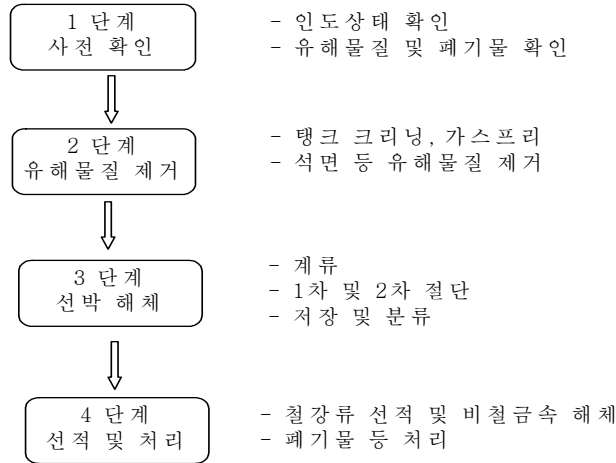 1 단계
사전 확인
- 인도상태 확인
- 유해물질 및 폐기물 확인
2 단계
유해물질 제거
- 탱크 크리닝, 가스프리
- 석면 등 유해물질 제거
3 단계
선박 해체
- 계류
- 1차 및 2차 절단
- 저장 및 분류
4 단계
선적 및 처리
- 철강류 선적 및 비철금속 해체
- 폐기물 등 처리